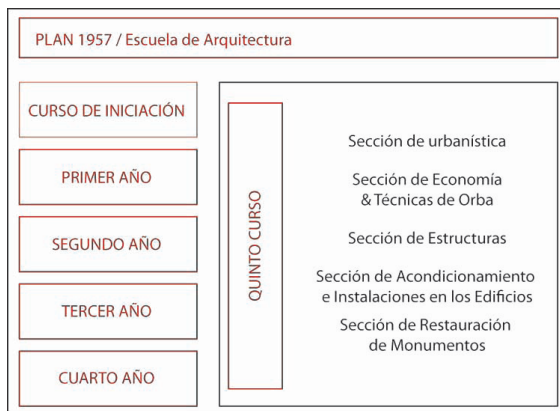 PLAN 1957 / Escuela de Arquitectura
CURSO DE INICIACIÓN
PRIMER AÑO
SEGUNDO AÑO
TERCER AÑO
CUARTO AÑO
QUINTO CURSO
Sección de urbanística
Sección de Economía
& Técnicas de Orba
Sección de Estructuras
Sección de Acondicionamiento
e Instalaciones en los Edificios
Sección de Restauración
de Monumentos